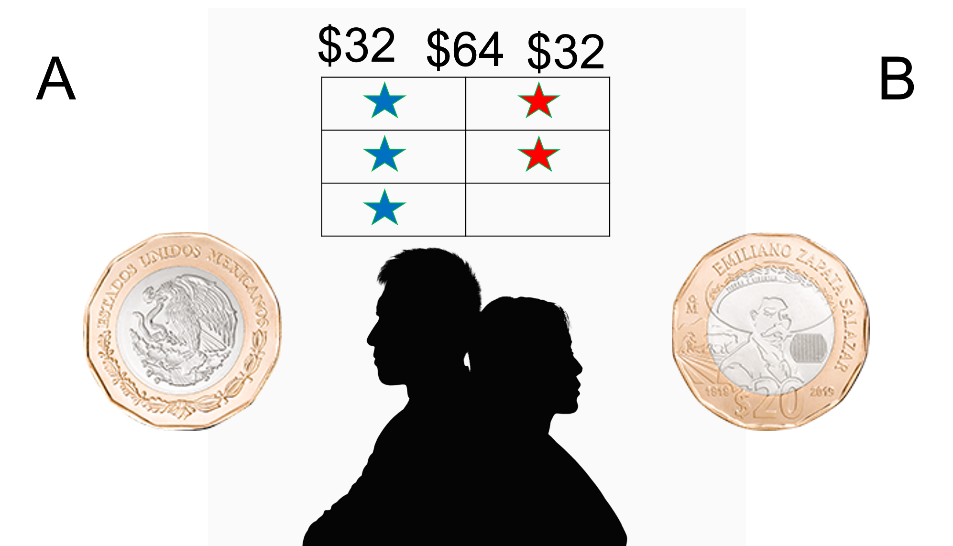 $32 $64 $32
A
B
ESTADOS UNIDOS MEXICANOS
EMILIANO ZAPATA SALAZAR
M
1919 $20 2019